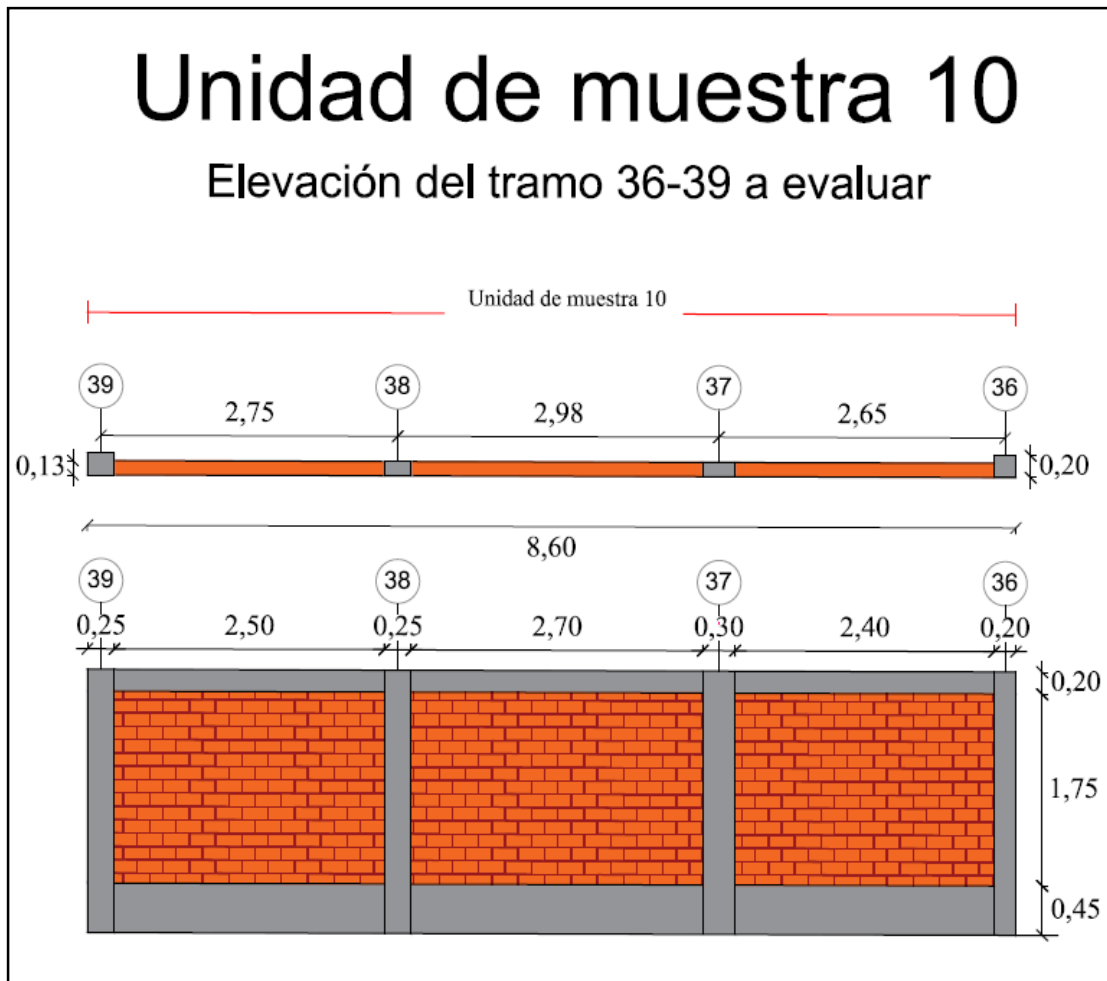 Unidad de muestra 10
Elevación del tramo 36-39 a evaluar
Unidad de muestra 10
39 38 37 36
2,75 2,98 2,65
0,13 0,20
8,60
39 38 37 36
0,25 2,50 0,25 2,70 0,30 2,40 0,20
0,20
1,75
0,45